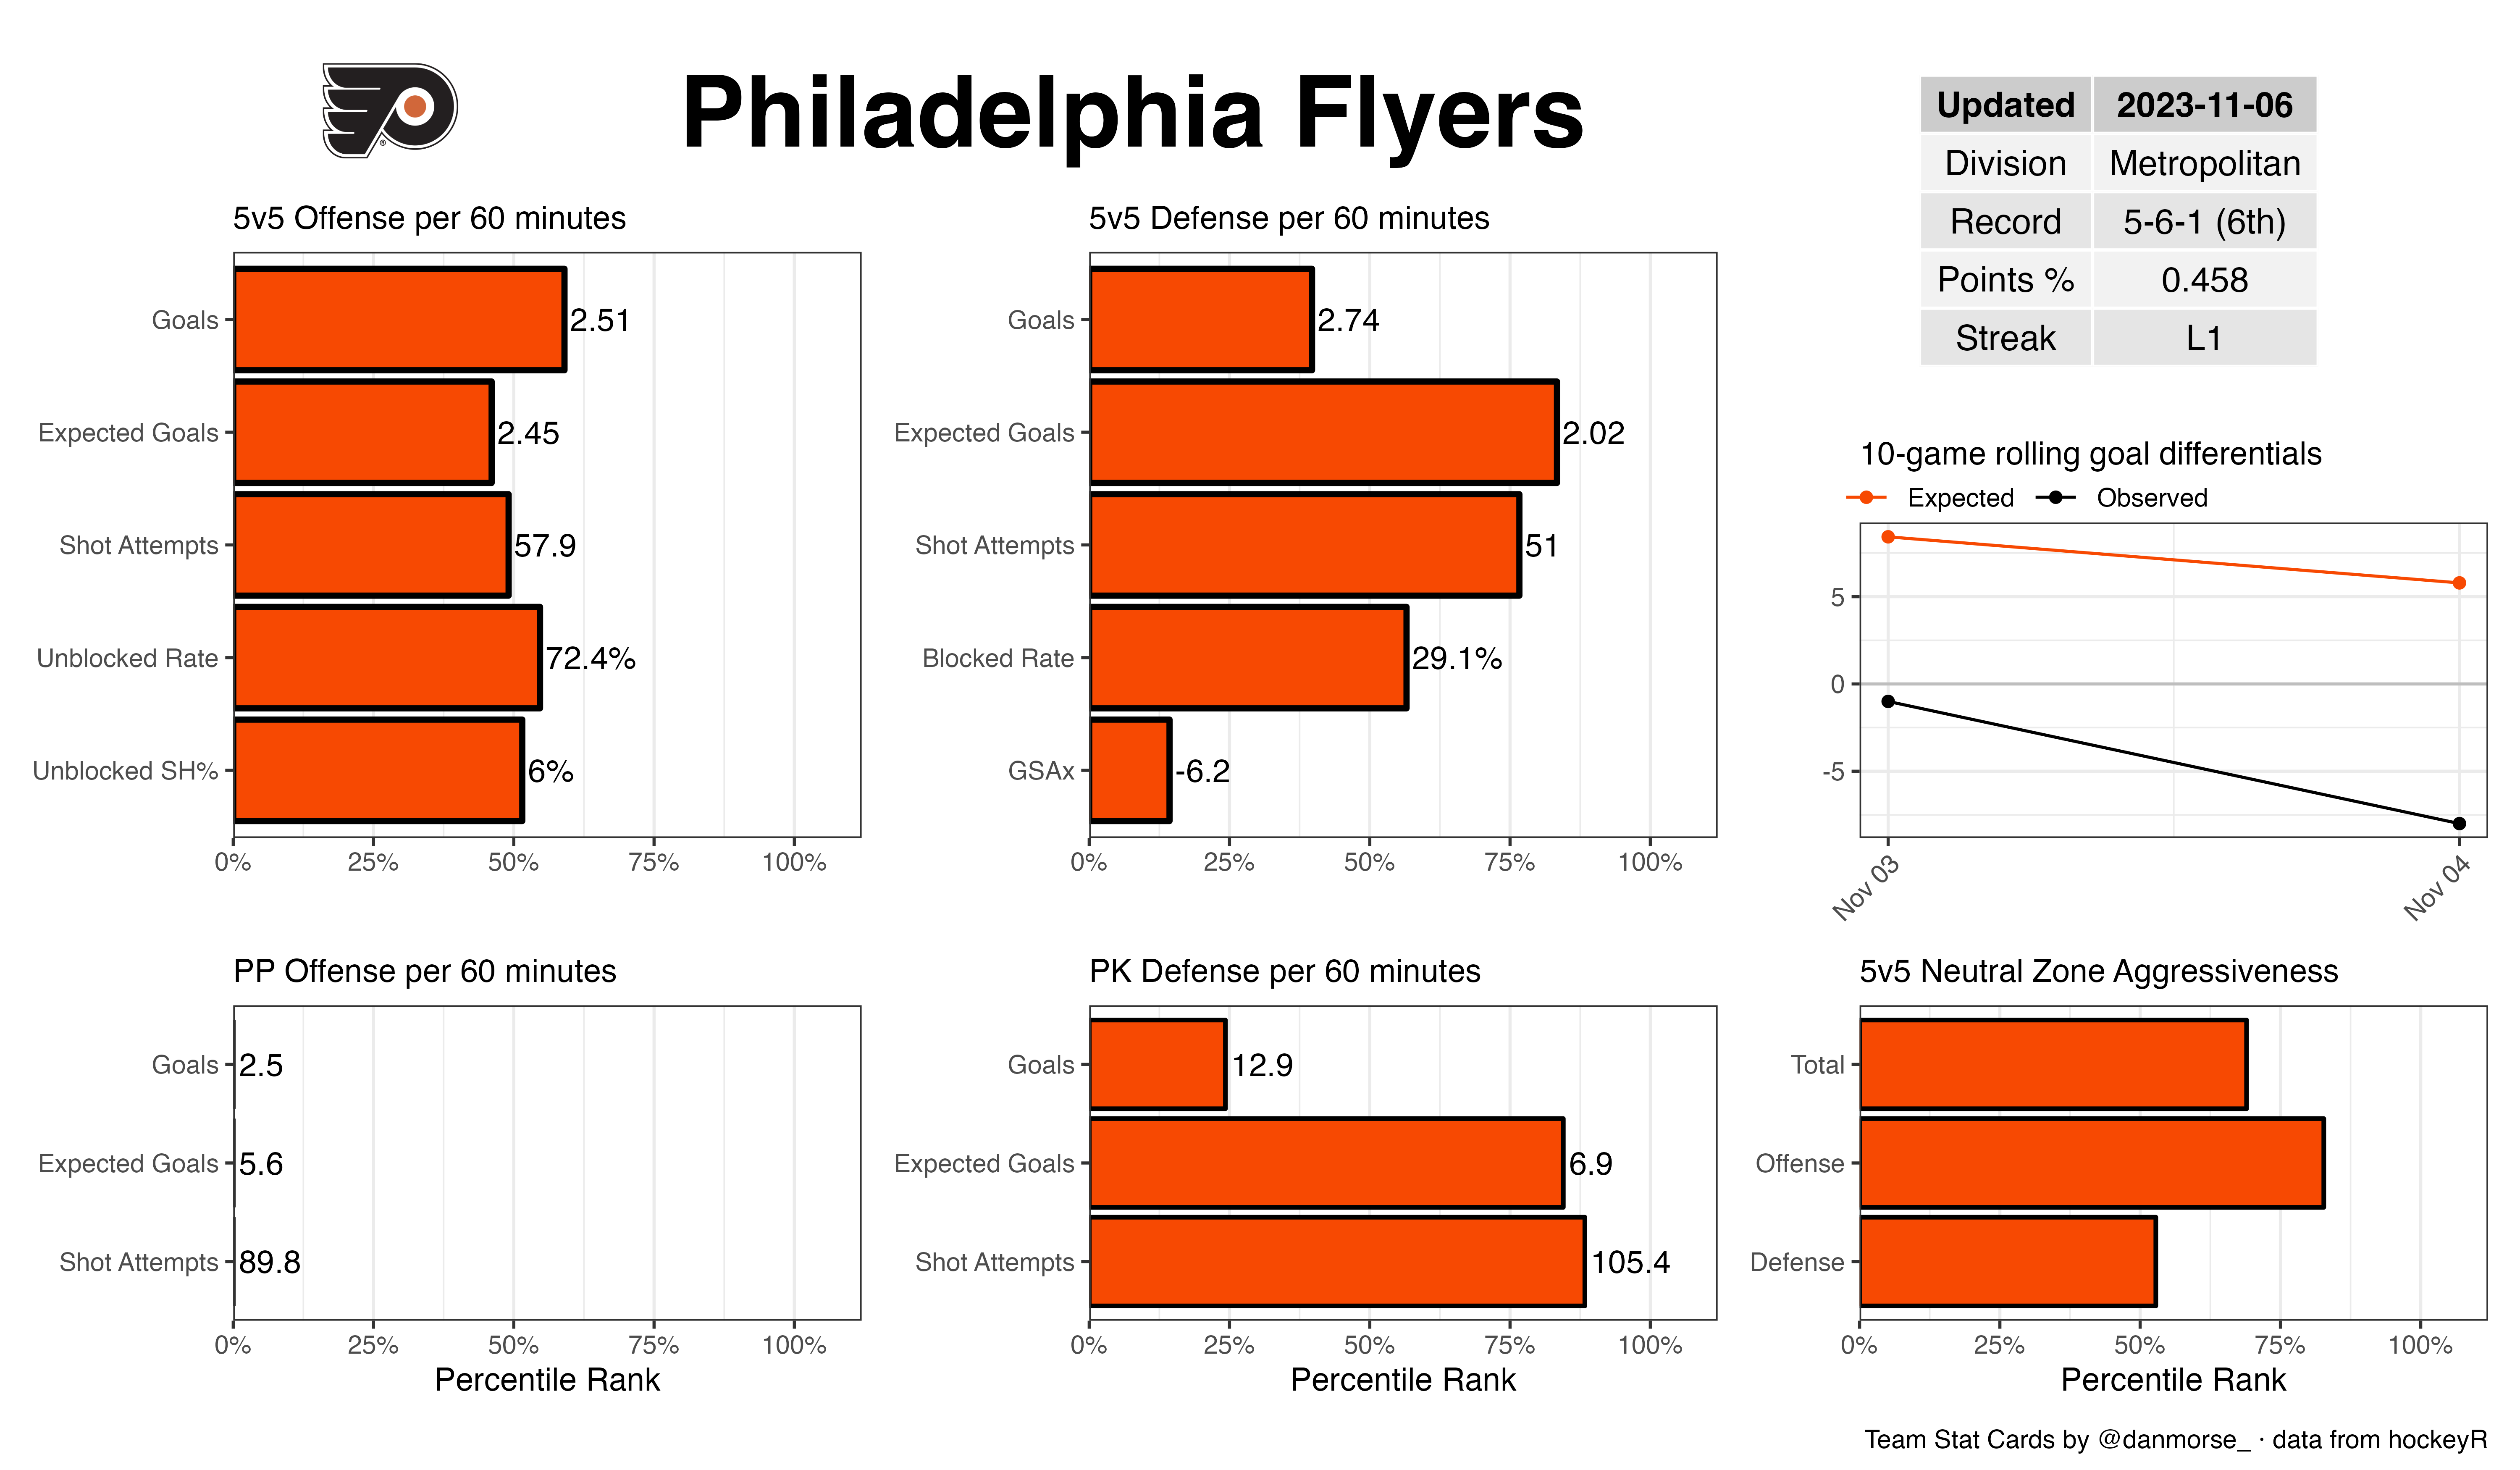 Philadelphia Flyers
Updated 2023-11-06
Division Metropolitan
Record 5-6-1 (6th)
Points % 0.458
Streak L1
5v5 Offense per 60 minutes
Goals 2.51
Expected Goals 2.45
Shot Attempts 57.9
Unblocked Rate 72.4%
Unblocked SH% 6%
0% 25% 50% 75% 100%
5v5 Defense per 60 minutes
Goals 2.74
Expected Goals 2.02
Shot Attempts 51
Blocked Rate 29.1%
GSAx -6.2
0% 25% 50% 75% 100%
10-game rolling goal differentials
Expected Observed
5
0
-5
Nov 03 Nov 04
PP Offense per 60 minutes
Goals 2.5
Expected Goals 5.6
Shot Attempts 89.8
0% 25% 50% 75% 100%
Percentile Rank
PK Defense per 60 minutes
Goals 12.9
Expected Goals 6.9
Shot Attempts 105.4
0% 25% 50% 75% 100%
Percentile Rank
5v5 Neutral Zone Aggressiveness
Total
Offense
Defense
0% 25% 50% 75% 100%
Percentile Rank
Team Stat Cards by @danmorse_ · data from hockeyR